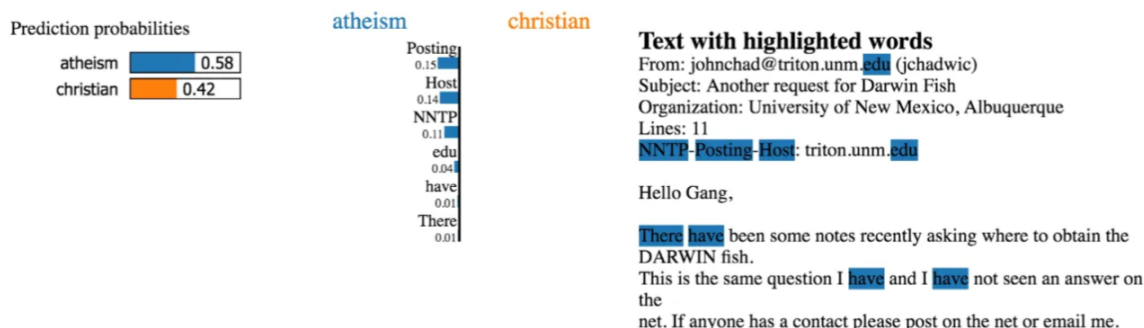 Prediction probabilities
atheism 0.58
christian 0.42
atheism christian
Posting
0.15
Host
0.14
NNTP
0.11
edu
0.04
have
0.01
There
0.01
Text with highlighted words
From: johnchad@triton.unm.edu (jchadwic)
Subject: Another request for Darwin Fish
Organization: University of New Mexico, Albuquerque
Lines: 11
NNTP-Posting-Host: triton.unm.edu
Hello Gang,
There have been some notes recently asking where to obtain the
DARWIN fish.
This is the same question I have and I have not seen an answer on
the
net. If anyone has a contact please post on the net or email me.